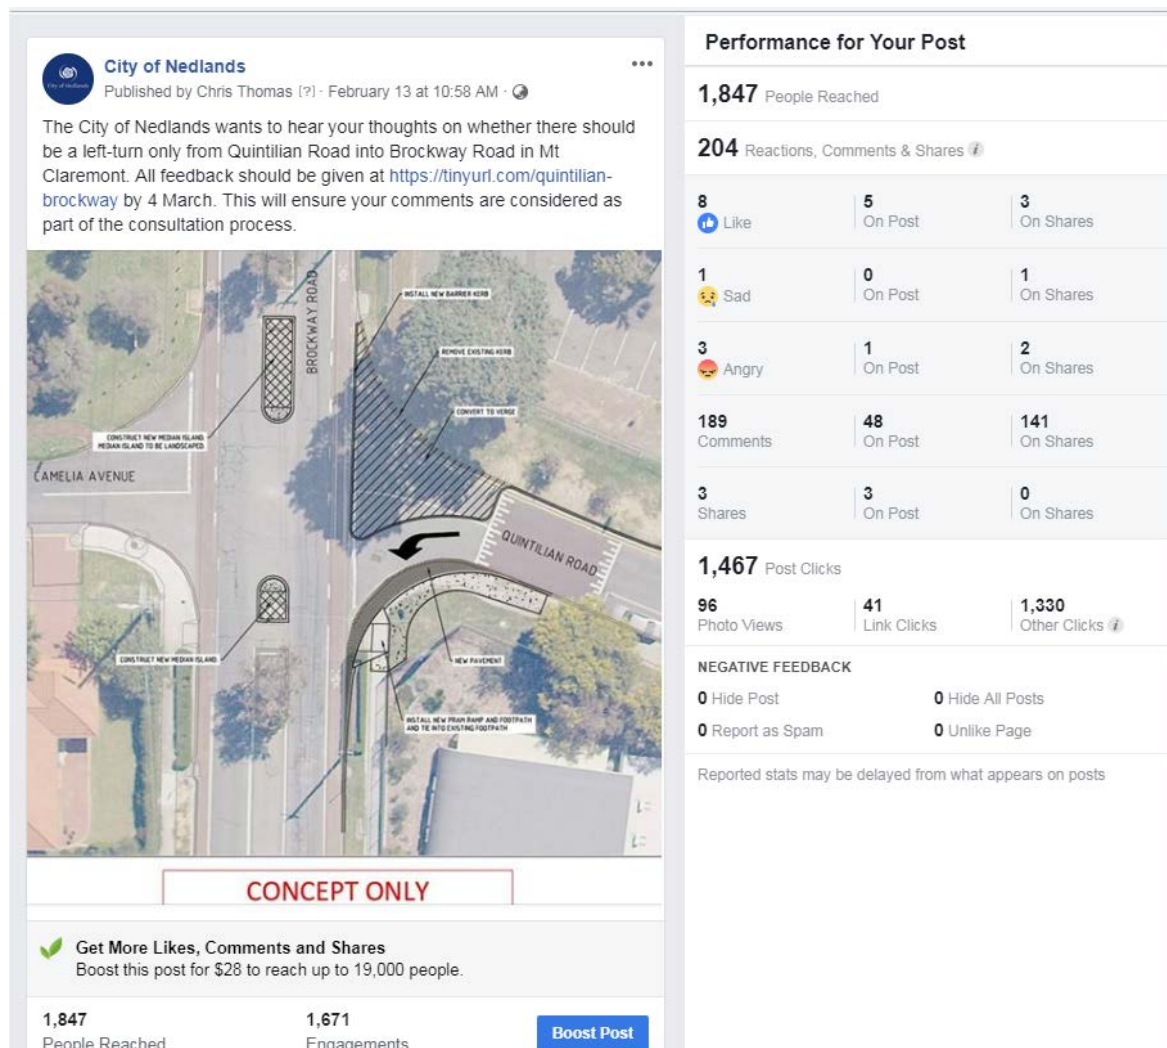 City of Nedlands
Published by Chris Thomas [?] · February 13 at 10:58 AM ·
The City of Nedlands wants to hear your thoughts on whether there should
be a left-turn only from Quintilian Road into Brockway Road in Mt
Claremont. All feedback should be given at https://tinyurl.com/quintilian-
brockway by 4 March. This will ensure your comments are considered as
part of the consultation process.
BROCKWAY ROAD
INSTALL NEW BARRIER KERB
REMOVE EXISTING KERB
CONVERT TO VERGE
CONSTRUCT NEW MEDIAN ISLAND.
MEDIAN ISLAND TO BE LANDSCAPED.
CAMELIA AVENUE
QUINTILIAN ROAD
CONSTRUCT NEW MEDIAN ISLAND.
NEW PAVEMENT
INSTALL NEW PRAM RAMP AND FOOTPATH
AND TIE INTO EXISTING FOOTPATH
CONCEPT ONLY
Get More Likes, Comments and Shares
Boost this post for $28 to reach up to 19,000 people.
1,847
People Reached
1,671
Engagements
Boost Post
Performance for Your Post
1,847 People Reached
204 Reactions, Comments & Shares
8
Like
5
On Post
3
On Shares
1
Sad
0
On Post
1
On Shares
3
Angry
1
On Post
2
On Shares
189
Comments
48
On Post
141
On Shares
3
Shares
3
On Post
0
On Shares
1,467 Post Clicks
96
Photo Views
41
Link Clicks
1,330
Other Clicks
NEGATIVE FEEDBACK
0 Hide Post
0 Hide All Posts
0 Report as Spam
0 Unlike Page
Reported stats may be delayed from what appears on posts